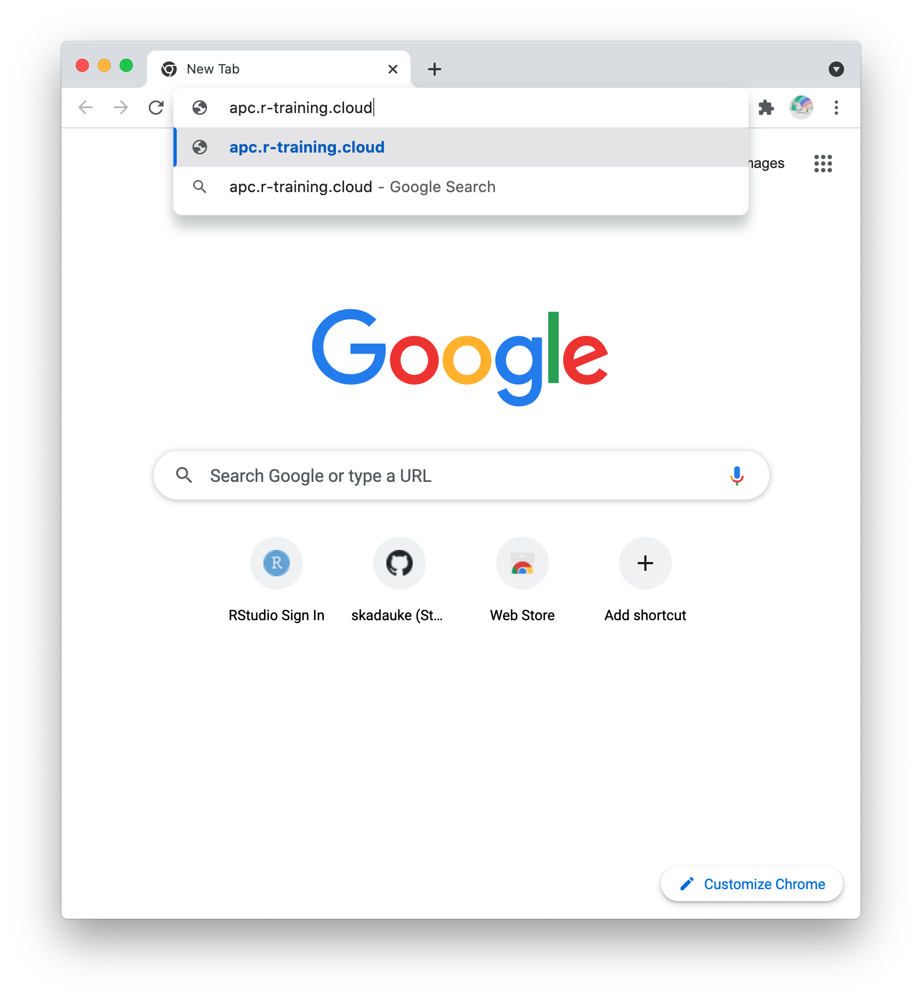 New Tab
apc.r-training.cloud
apc.r-training.cloud
mages
apc.r-training.cloud - Google Search
Google
Search Google or type a URL
R
RStudio Sign In
skadauke (St...
Web Store
Add shortcut
Customize Chrome